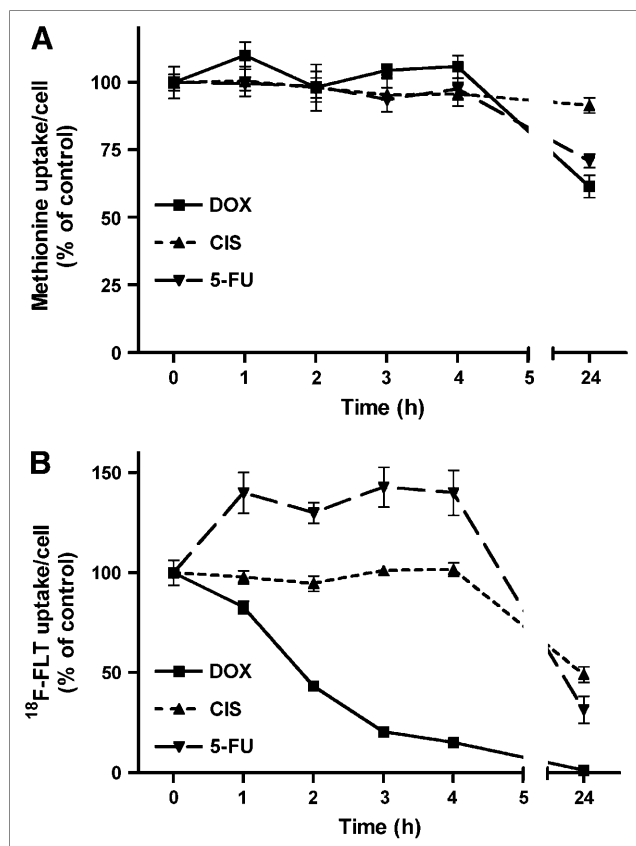 A
Methionine uptake/cell
(% of control)
100
75
50
25
0
DOX
CIS
5-FU
0 1 2 3 4 5 24
Time (h)
B
18F-FLT uptake/cell
(% of control)
150
100
50
0
DOX
CIS
5-FU
0 1 2 3 4 5 24
Time (h)